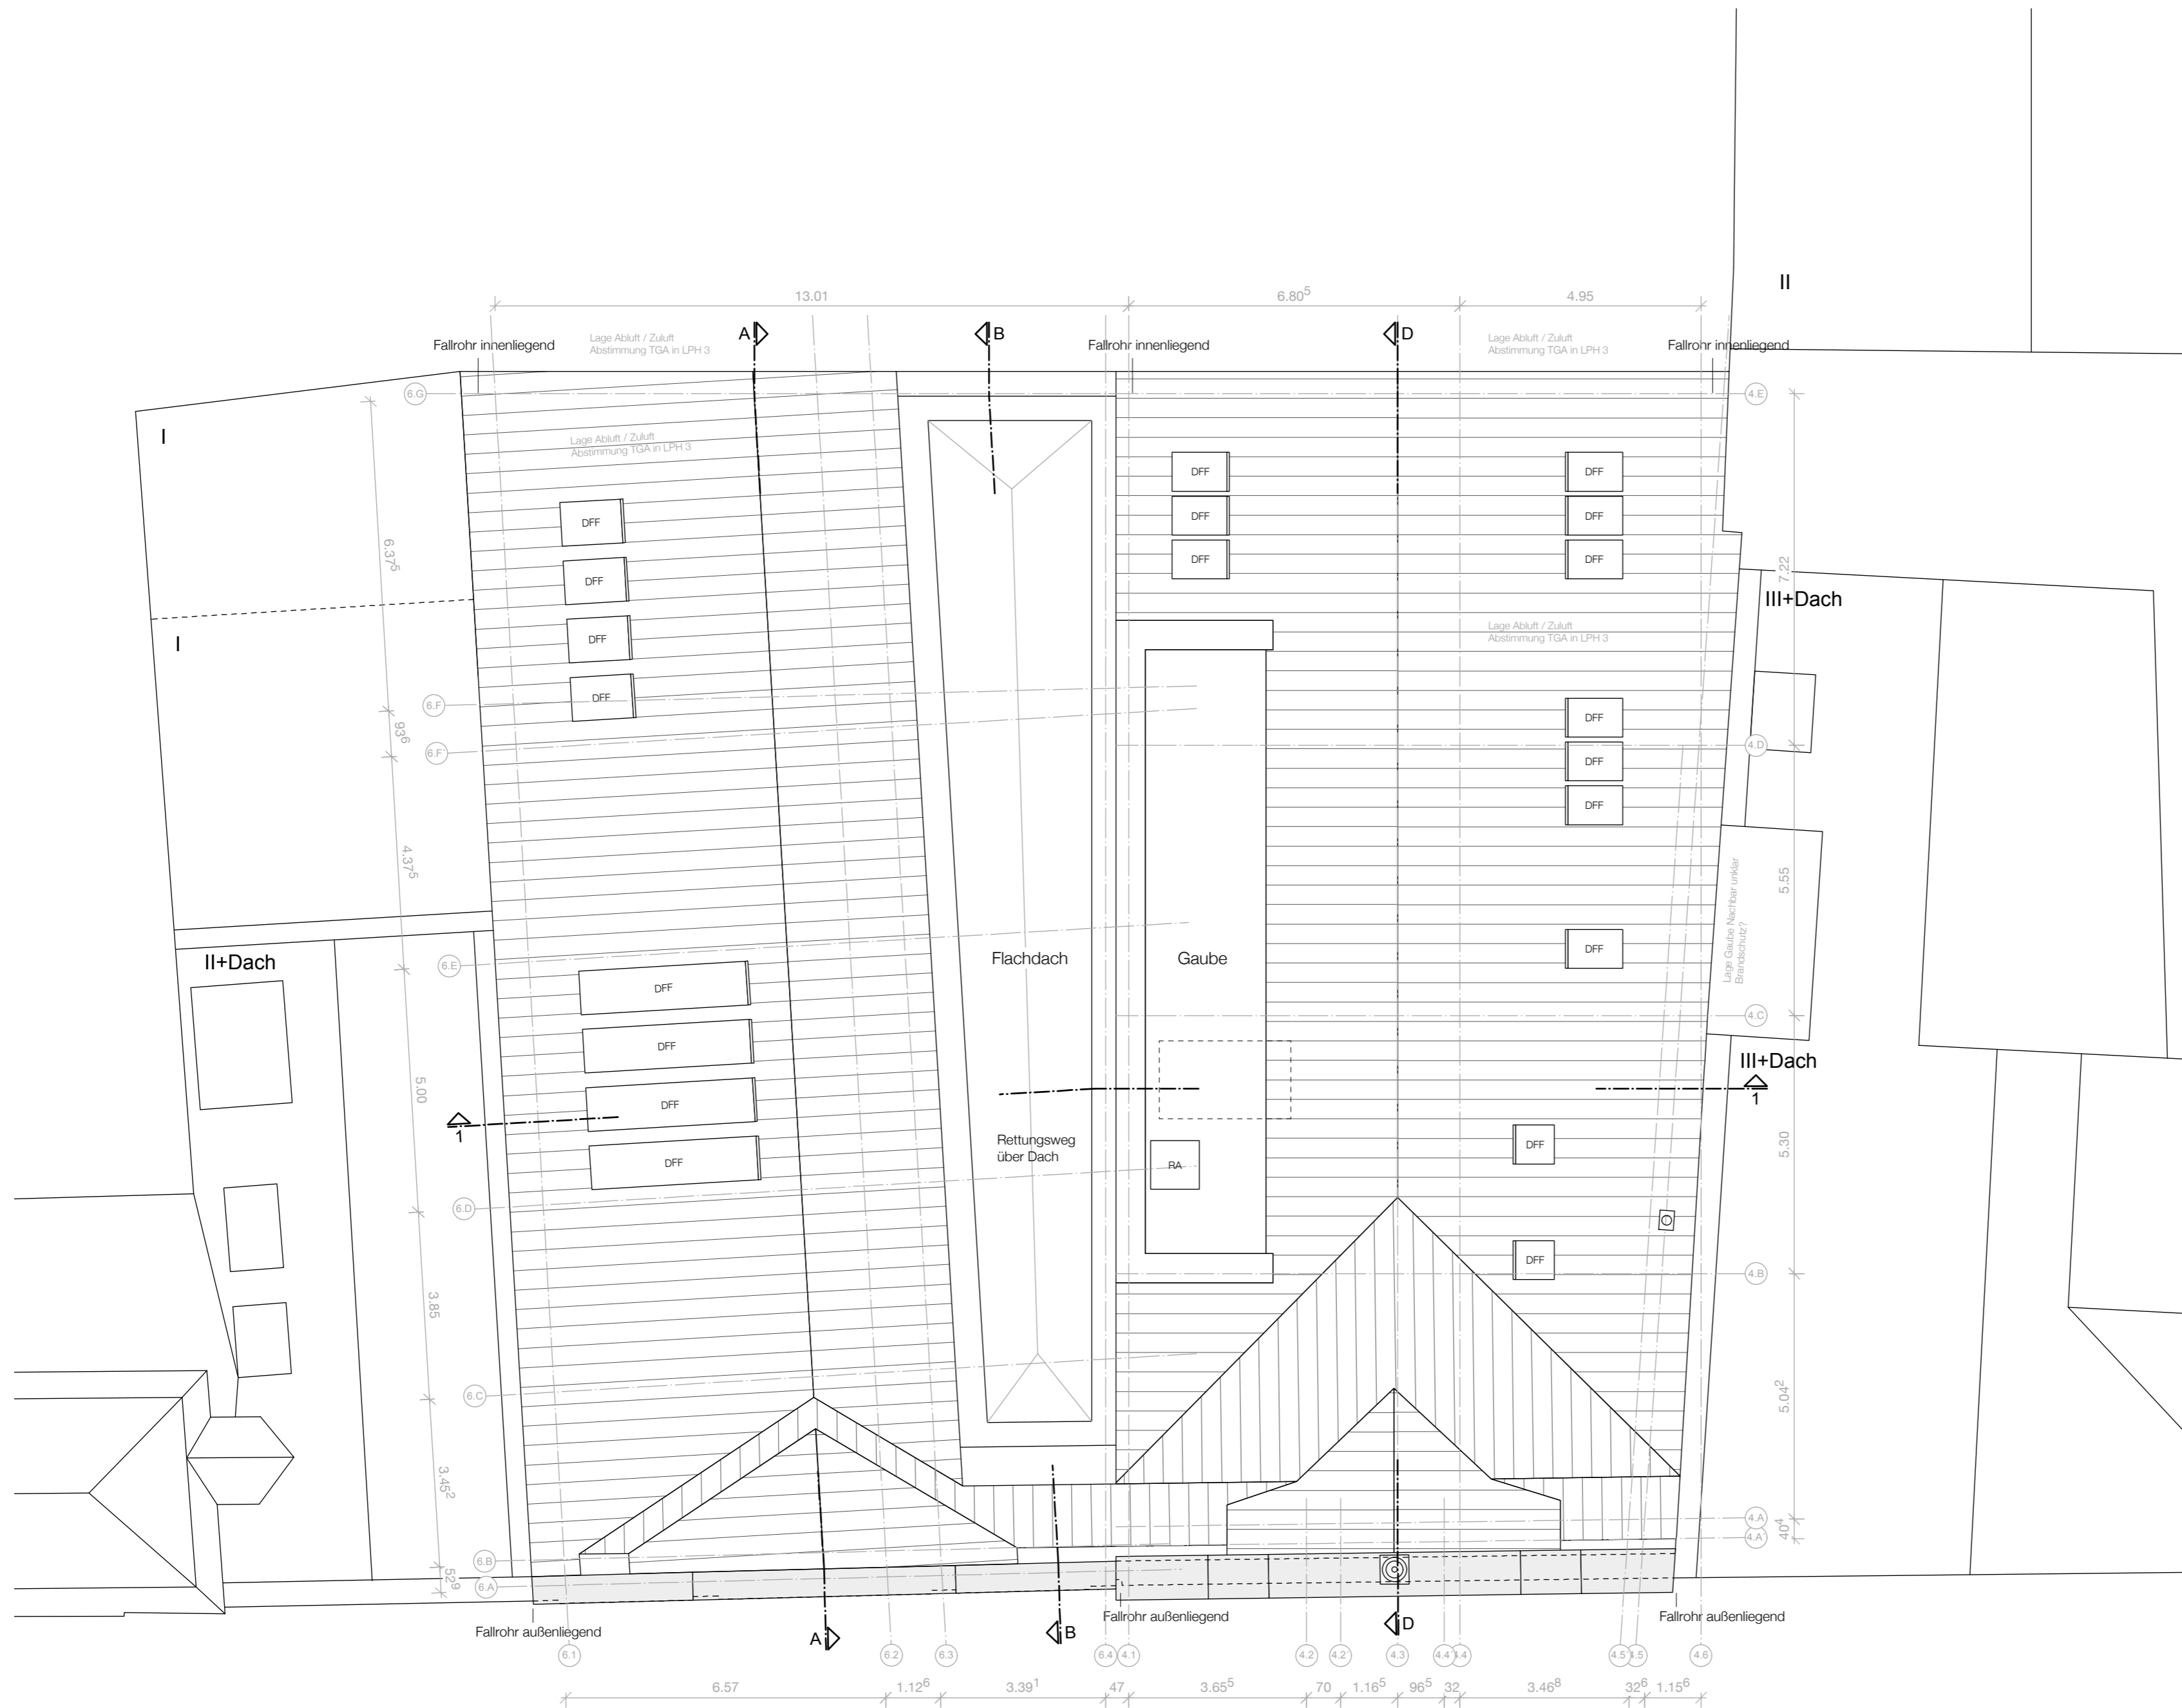 II
13.01
6.80⁵
4.95
A
B
D
Lage Abluft / Zuluft
Abstimmung TGA in LPH 3
Lage Abluft / Zuluft
Abstimmung TGA in LPH 3
Fallrohr innenliegend
Fallrohr innenliegend
Fallrohr innenliegend
6.G
4.E
I
Lage Abluft / Zuluft
Abstimmung TGA in LPH 3
DFF
DFF
DFF
DFF
DFF
DFF
DFF
DFF
DFF
DFF
6.37⁵
7.22
III+Dach
I
Lage Abluft / Zuluft
Abstimmung TGA in LPH 3
6.F
93⁶
6.F'
DFF
4.D
DFF
DFF
4.37⁵
5.55
Lage Gaube Nachbar unklar
Brandschutz?
II+Dach
6.E
Flachdach
Gaube
DFF
DFF
DFF
DFF
DFF
4.C
III+Dach
5.00
1
1
Rettungsweg
über Dach
RA
DFF
5.30
6.D
DFF
4.B
3.85
6.C
5.04²
3.45²
4.A
4.A'
40⁴
6.B
6.A
52⁹
Fallrohr außenliegend
Fallrohr außenliegend
Fallrohr außenliegend
A
B
D
6.1
6.2
6.3
6.4
4.1
4.2
4.2'
4.3
4.4'
4.4
4.5'
4.5
4.6
6.57
1.12⁶
3.39¹
47
3.65⁵
70
1.16⁵
96⁵
32
3.46⁸
32⁶
1.15⁶